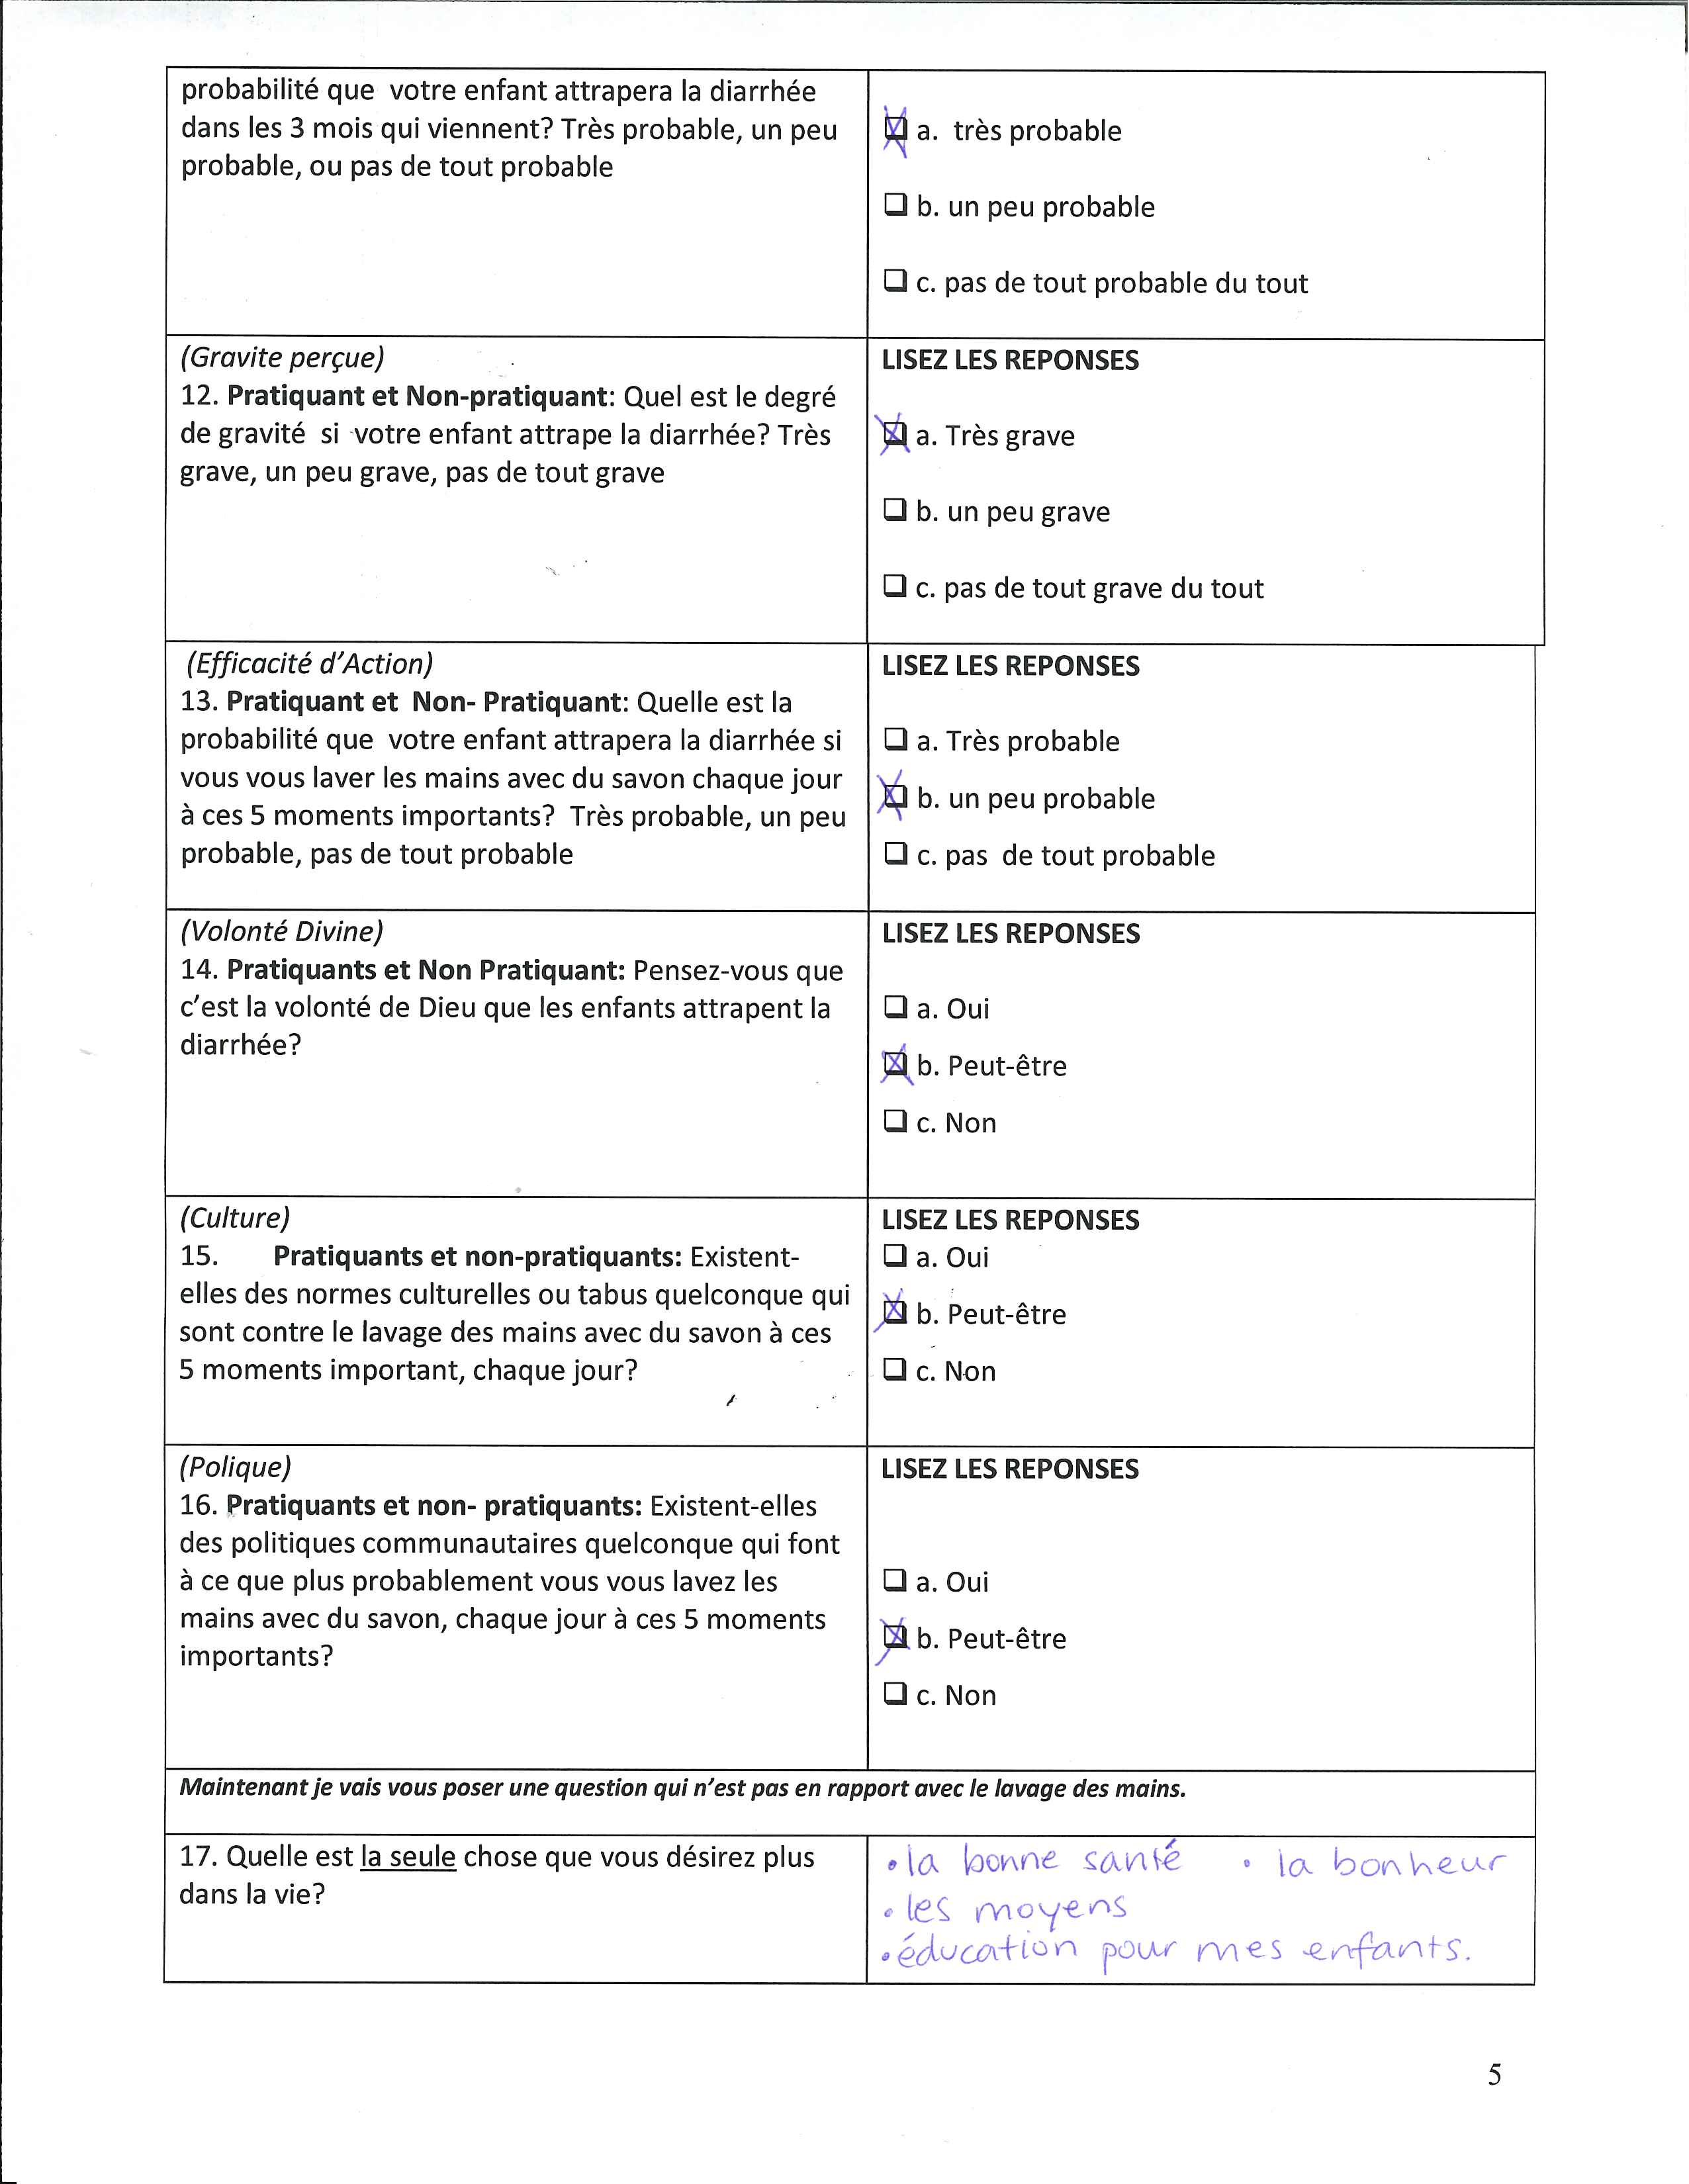 probabilité que  votre enfant attrapera la diarrhée
dans les 3 mois qui viennent? Très probable, un peu
probable, ou pas de tout probable
☒ a.  très probable
❑ b. un peu probable
❑ c. pas de tout probable du tout
(Gravite perçue)
12. Pratiquant et Non-pratiquant: Quel est le degré
de gravité  si  votre enfant attrape la diarrhée? Très
grave, un peu grave, pas de tout grave
LISEZ LES REPONSES
☒ a. Très grave
❑ b. un peu grave
❑ c. pas de tout grave du tout
(Efficacité d’Action)
13. Pratiquant et  Non- Pratiquant: Quelle est la
probabilité que  votre enfant attrapera la diarrhée si
vous vous laver les mains avec du savon chaque jour
à ces 5 moments importants?  Très probable, un peu
probable, pas de tout probable
LISEZ LES REPONSES
❑ a. Très probable
☒ b. un peu probable
❑ c. pas  de tout probable
(Volonté Divine)
14. Pratiquants et Non Pratiquant: Pensez-vous que
c’est la volonté de Dieu que les enfants attrapent la
diarrhée?
LISEZ LES REPONSES
❑ a. Oui
☒ b. Peut-être
❑ c. Non
(Culture)
15.      Pratiquants et non-pratiquants: Existent-
elles des normes culturelles ou tabus quelconque qui
sont contre le lavage des mains avec du savon à ces
5 moments important, chaque jour?
LISEZ LES REPONSES
❑ a. Oui
☒ b. Peut-être
❑ c. Non
(Polique)
16. Pratiquants et non- pratiquants: Existent-elles
des politiques communautaires quelconque qui font
à ce que plus probablement vous vous lavez les
mains avec du savon, chaque jour à ces 5 moments
importants?
LISEZ LES REPONSES
❑ a. Oui
☒ b. Peut-être
❑ c. Non
Maintenant je vais vous poser une question qui n’est pas en rapport avec le lavage des mains.
17. Quelle est la seule chose que vous désirez plus
dans la vie?
• la bonne santé   • la bonheur
• les moyens
• éducation pour mes enfants.
5